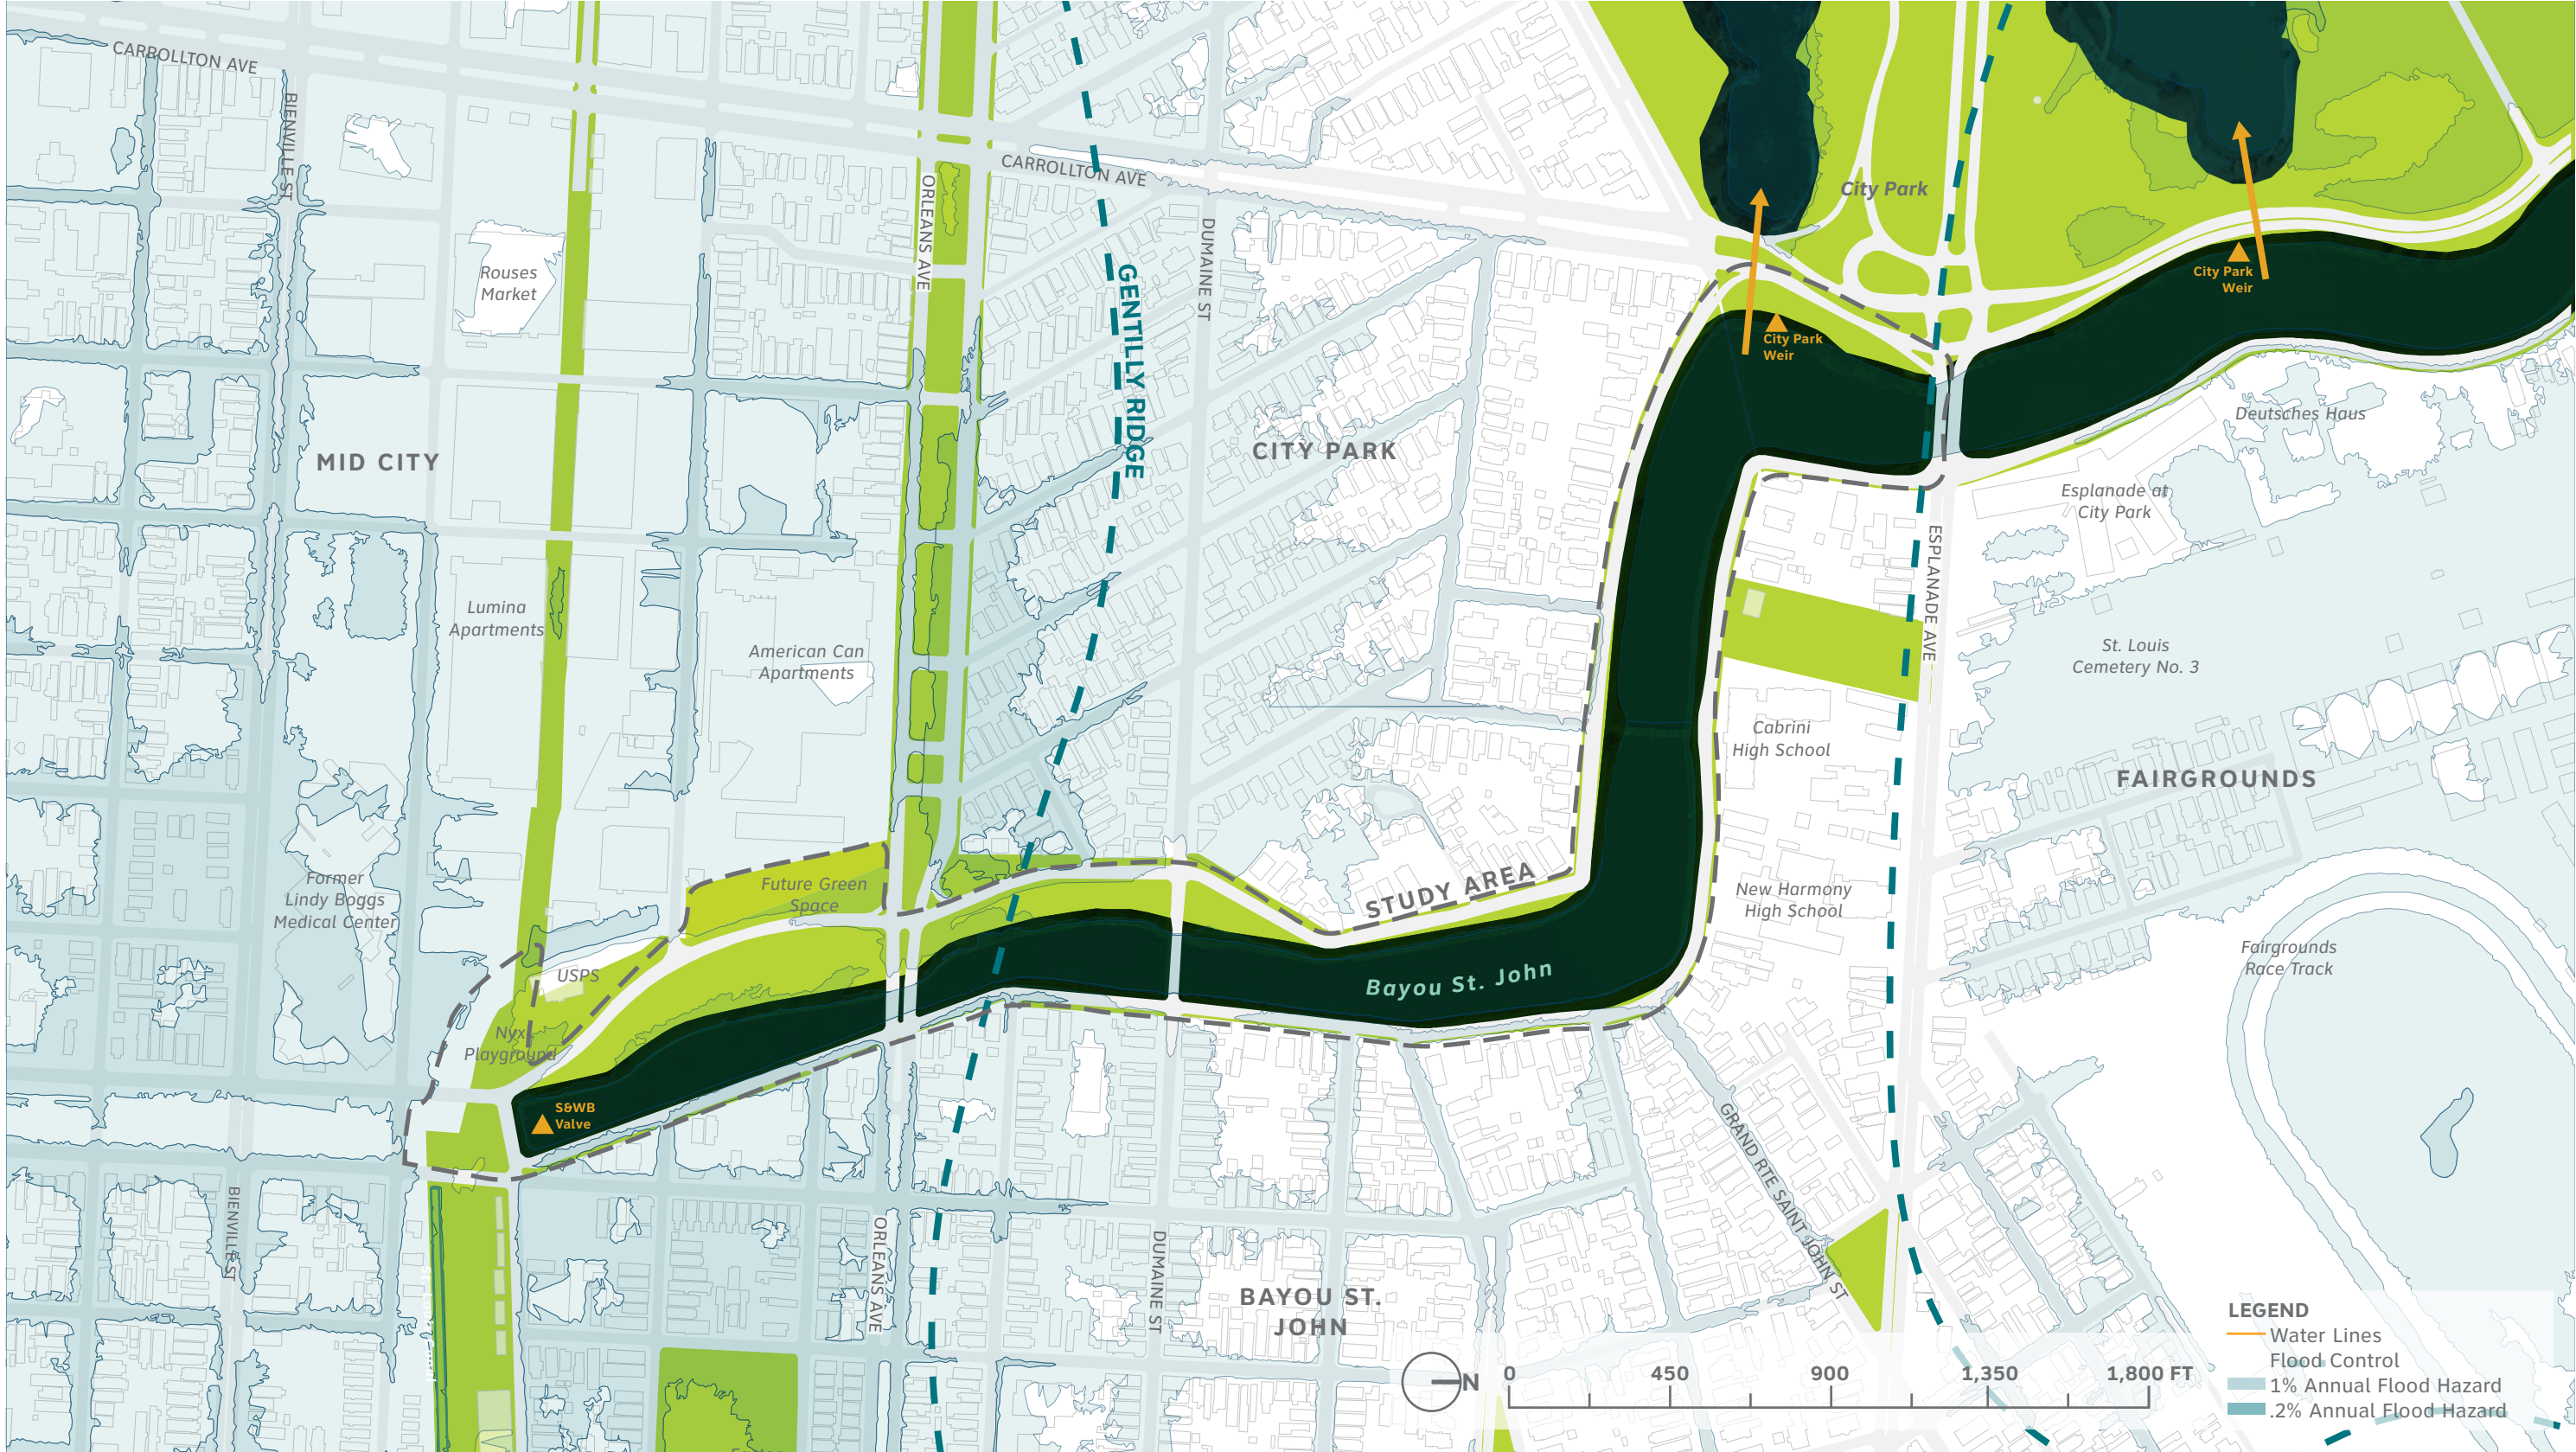 CARROLLTON AVE
BIENVILLE ST
CARROLLTON AVE
ORLEANS AVE
DUMAINE ST
City Park
Rouses
Market
GENTILLY RIDGE
City Park
Weir
City Park
Weir
MID CITY
CITY PARK
Deutsches Haus
Esplanade at
City Park
ESPLANADE AVE
Lumina
Apartments
American Can
Apartments
St. Louis
Cemetery No. 3
Cabrini
High School
FAIRGROUNDS
Former
Lindy Boggs
Medical Center
Future Green
Space
STUDY AREA
New Harmony
High School
Fairgrounds
Race Track
USPS
Bayou St. John
Nyx
Playground
S&WB
Valve
GRAND RTE SAINT JOHN ST
BIENVILLE ST
ORLEANS AVE
DUMAINE ST
BAYOU ST.
JOHN
N
0 450 900 1,350 1,800 FT
LEGEND
Water Lines
Flood Control
1% Annual Flood Hazard
.2% Annual Flood Hazard